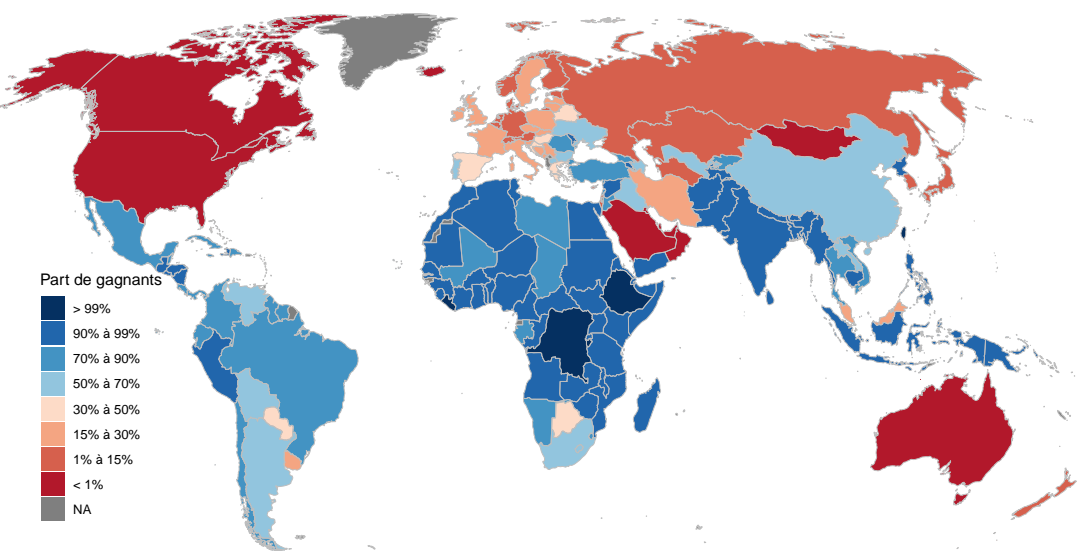 Part de gagnants
> 99%
90% à 99%
70% à 90%
50% à 70%
30% à 50%
15% à 30%
1% à 15%
< 1%
NA